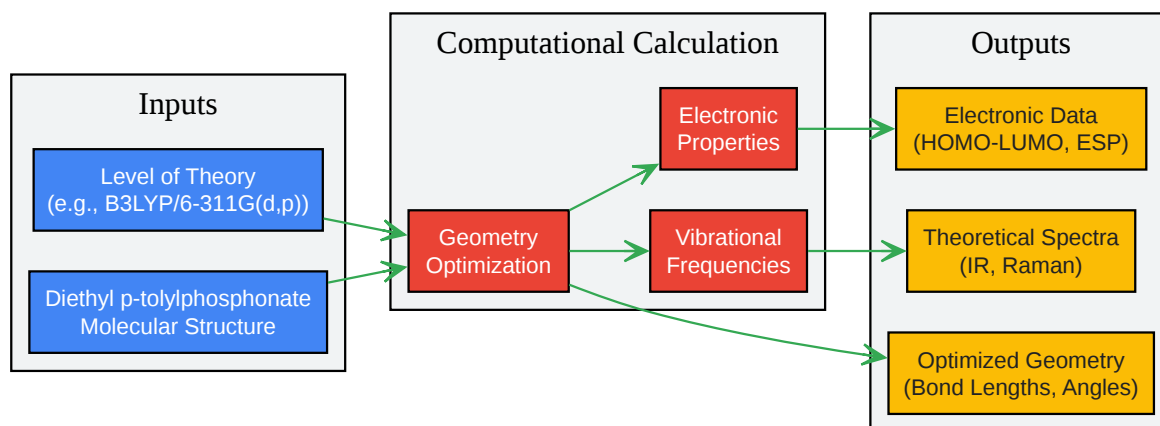 Inputs
Level of Theory
(e.g., B3LYP/6-311G(d,p))
Diethyl p-tolylphosphonate
Molecular Structure
Computational Calculation
Geometry
Optimization
Electronic
Properties
Vibrational
Frequencies
Outputs
Electronic Data
(HOMO-LUMO, ESP)
Theoretical Spectra
(IR, Raman)
Optimized Geometry
(Bond Lengths, Angles)